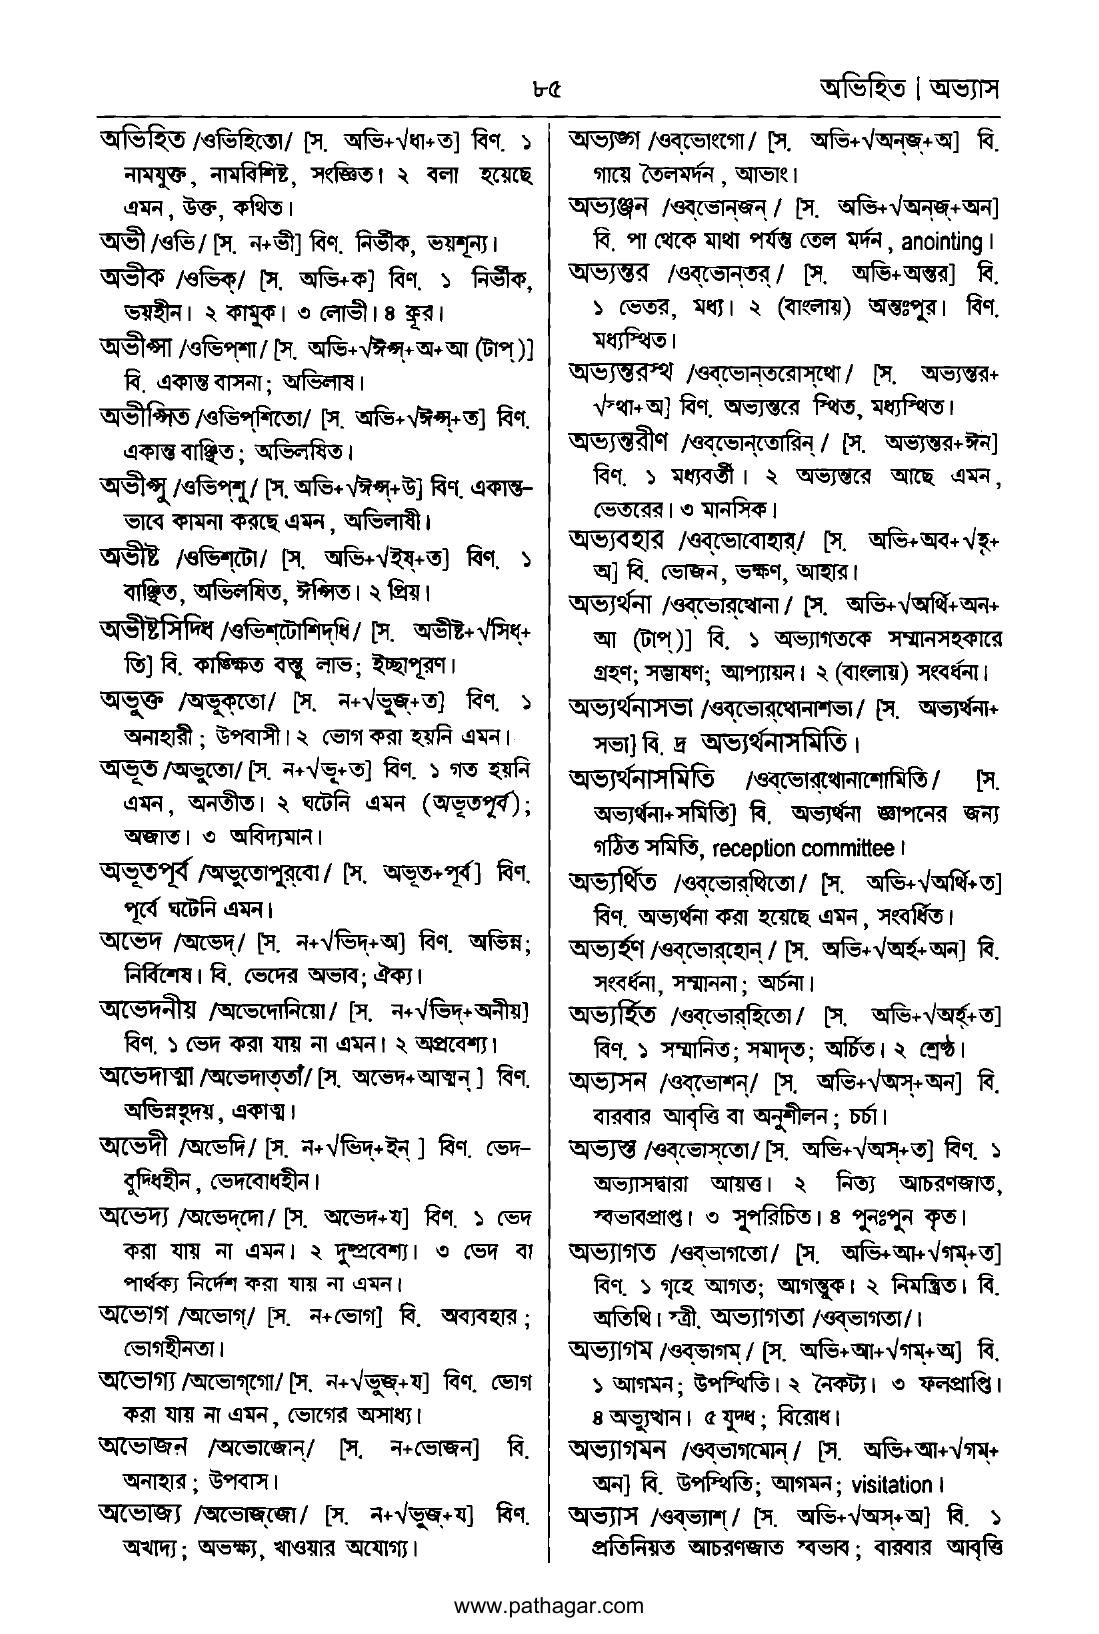 ৮৫
অভিহিত | অভ্যাস
অভিহিত /ওভিহিতো/ [স. অভি+√ধা+ত] বিণ. ১
নামযুক্ত, নামবিশিষ্ট, সংজ্ঞিত। ২ বলা হয়েছে
এমন, উক্ত, কথিত।
অভী /ওভি/ [স. ন+ভী] বিণ. নির্ভীক, ভয়শূন্য।
অভীক /ওভিক্/ [স. অভি+ক] বিণ. ১ নির্ভীক,
ভয়হীন। ২ কামুক। ৩ লোভী। ৪ ক্রূর।
অভীপ্সা /ওভিপ্‌শা/ [স. অভি+√ঈপ্স্+অ+আ (টাপ্)]
বি. একান্ত বাসনা; অভিলাষ।
অভীপ্সিত /ওভিপ্‌শিতো/ [স. অভি+√ঈপ্স্+ত] বিণ.
একান্ত বাঞ্ছিত; অভিলষিত।
অভীপ্সু /ওভিপ্‌শু/ [স. অভি+√ঈপ্স্+উ] বিণ. একান্ত–
ভাবে কামনা করছে এমন, অভিলাষী।
অভীষ্ট /ওভিশ্‌টো/ [স. অভি+√ইষ্+ত] বিণ. ১
বাঞ্ছিত, অভিলষিত, ঈপ্সিত। ২ প্রিয়।
অভীষ্টসিদ্ধি /ওভিশ্‌টোশিদ্‌ধি/ [স. অভীষ্ট+√সিধ্+
তি] বি. কাঙ্ক্ষিত বস্তু লাভ; ইচ্ছাপূরণ।
অভুক্ত /অভুক্‌তো/ [স. ন+√ভুজ্+ত] বিণ. ১
অনাহারী; উপবাসী। ২ ভোগ করা হয়নি এমন।
অভূত /অভুতো/ [স. ন+√ভূ+ত] বিণ. ১ গত হয়নি
এমন, অনতীত। ২ ঘটেনি এমন (অভূতপূর্ব);
অজাত। ৩ অবিদ্যমান।
অভূতপূর্ব /অভুতোপুর্‌বো/ [স. অভূত+পূর্ব] বিণ.
পূর্বে ঘটেনি এমন।
অভেদ /অভেদ্/ [স. ন+√ভিদ্+অ] বিণ. অভিন্ন;
নির্বিশেষ। বি. ভেদের অভাব; ঐক্য।
অভেদনীয় /অভেদোনিয়ো/ [স. ন+√ভিদ্+অনীয়]
বিণ. ১ ভেদ করা যায় না এমন। ২ অপ্রবেশ্য।
অভেদাত্মা /অভেদাত্‌তাঁ/ [স. অভেদ+আত্মন্] বিণ.
অভিন্নহৃদয়, একাত্ম।
অভেদী /অভেদি/ [স. ন+√ভিদ্+ইন্] বিণ. ভেদ–
বুদ্ধিহীন, ভেদবোধহীন।
অভেদ্য /অভেদ্‌দো/ [স. অভেদ+য] বিণ. ১ ভেদ
করা যায় না এমন। ২ দুষ্প্রবেশ্য। ৩ ভেদ বা
পার্থক্য নির্দেশ করা যায় না এমন।
অভোগ /অভোগ্/ [স. ন+ভোগ] বি. অব্যবহার;
ভোগহীনতা।
অভোগ্য /অভোগ্‌গো/ [স. ন+√ভুজ্+য] বিণ. ভোগ
করা যায় না এমন, ভোগের অসাধ্য।
অভোজন /অভোজোন্/ [স. ন+ভোজন] বি.
অনাহার; উপবাস।
অভোজ্য /অভোজ্‌জো/ [স. ন+√ভুজ্+য] বিণ.
অখাদ্য; অভক্ষ্য, খাওয়ার অযোগ্য।
অভ্যঙ্গ /ওব্‌ভোংগো/ [স. অভি+√অন্‌জ্+অ] বি.
গায়ে তৈলমর্দন, আভাং।
অভ্যঞ্জন /ওব্‌ভোন্‌জন্/ [স. অভি+√অন্‌জ্+অন]
বি. পা থেকে মাথা পর্যন্ত তেল মর্দন, anointing।
অভ্যন্তর /ওব্‌ভোন্‌তর্/ [স. অভি+অন্তর] বি.
১ ভেতর, মধ্য। ২ (বাংলায়) অন্তঃপুর। বিণ.
মধ্যস্থিত।
অভ্যন্তরস্থ /ওব্‌ভোন্‌তরোস্‌থো/ [স. অভ্যন্তর+
√স্থা+অ] বিণ. অভ্যন্তরে স্থিত, মধ্যস্থিত।
অভ্যন্তরীণ /ওব্‌ভোন্‌তোরিন্/ [স. অভ্যন্তর+ঈন]
বিণ. ১ মধ্যবর্তী। ২ অভ্যন্তরে আছে এমন,
ভেতরের। ৩ মানসিক।
অভ্যবহার /ওব্‌ভোবোহার্/ [স. অভি+অব+√হৃ+
অ] বি. ভোজন, ভক্ষণ, আহার।
অভ্যর্থনা /ওব্‌ভোর্‌থোনা/ [স. অভি+√অর্থি+অন+
আ (টাপ্)] বি. ১ অভ্যাগতকে সম্মানসহকারে
গ্রহণ; সম্ভাষণ; আপ্যায়ন। ২ (বাংলায়) সংবর্ধনা।
অভ্যর্থনাসভা /ওব্‌ভোর্‌থোনাশভা/ [স. অভ্যর্থনা+
সভা] বি. দ্র অভ্যর্থনাসমিতি।
অভ্যর্থনাসমিতি /ওব্‌ভোর্‌থোনাশোমিতি/ [স.
অভ্যর্থনা+সমিতি] বি. অভ্যর্থনা জ্ঞাপনের জন্য
গঠিত সমিতি, reception committee।
অভ্যর্থিত /ওব্‌ভোর্‌থিতো/ [স. অভি+√অর্থি+ত]
বিণ. অভ্যর্থনা করা হয়েছে এমন, সংবর্ধিত।
অভ্যর্হণ /ওব্‌ভোর্‌হোন্/ [স. অভি+√অর্হ্+অন] বি.
সংবর্ধনা, সম্মাননা; অর্চনা।
অভ্যর্হিত /ওব্‌ভোর্‌হিতো/ [স. অভি+√অর্হ্+ত]
বিণ. ১ সম্মানিত; সমাদৃত; অর্চিত। ২ শ্রেষ্ঠ।
অভ্যসন /ওব্‌ভোশন্/ [স. অভি+√অস্+অন] বি.
বারবার আবৃত্তি বা অনুশীলন; চর্চা।
অভ্যস্ত /ওব্‌ভোস্‌তো/ [স. অভি+√অস্+ত] বিণ. ১
অভ্যাসদ্বারা আয়ত্ত। ২ নিত্য আচরণজাত,
স্বভাবপ্রাপ্ত। ৩ সুপরিচিত। ৪ পুনঃপুন কৃত।
অভ্যাগত /ওব্‌ভাগতো/ [স. অভি+আ+√গম্+ত]
বিণ. ১ গৃহে আগত; আগন্তুক। ২ নিমন্ত্রিত। বি.
অতিথি। স্ত্রী. অভ্যাগতা /ওব্‌ভাগতা/।
অভ্যাগম /ওব্‌ভাগম্/ [স. অভি+আ+√গম্+অ] বি.
১ আগমন; উপস্থিতি। ২ নৈকট্য। ৩ ফলপ্রাপ্তি।
৪ অভ্যুত্থান। ৫ যুদ্ধ; বিরোধ।
অভ্যাগমন /ওব্‌ভাগমোন্/ [স. অভি+আ+√গম্+
অন] বি. উপস্থিতি; আগমন; visitation।
অভ্যাস /ওব্‌ভ্যাশ্/ [স. অভি+√অস্+অ] বি. ১
প্রতিনিয়ত আচরণজাত স্বভাব; বারবার আবৃত্তি
www.pathagar.com